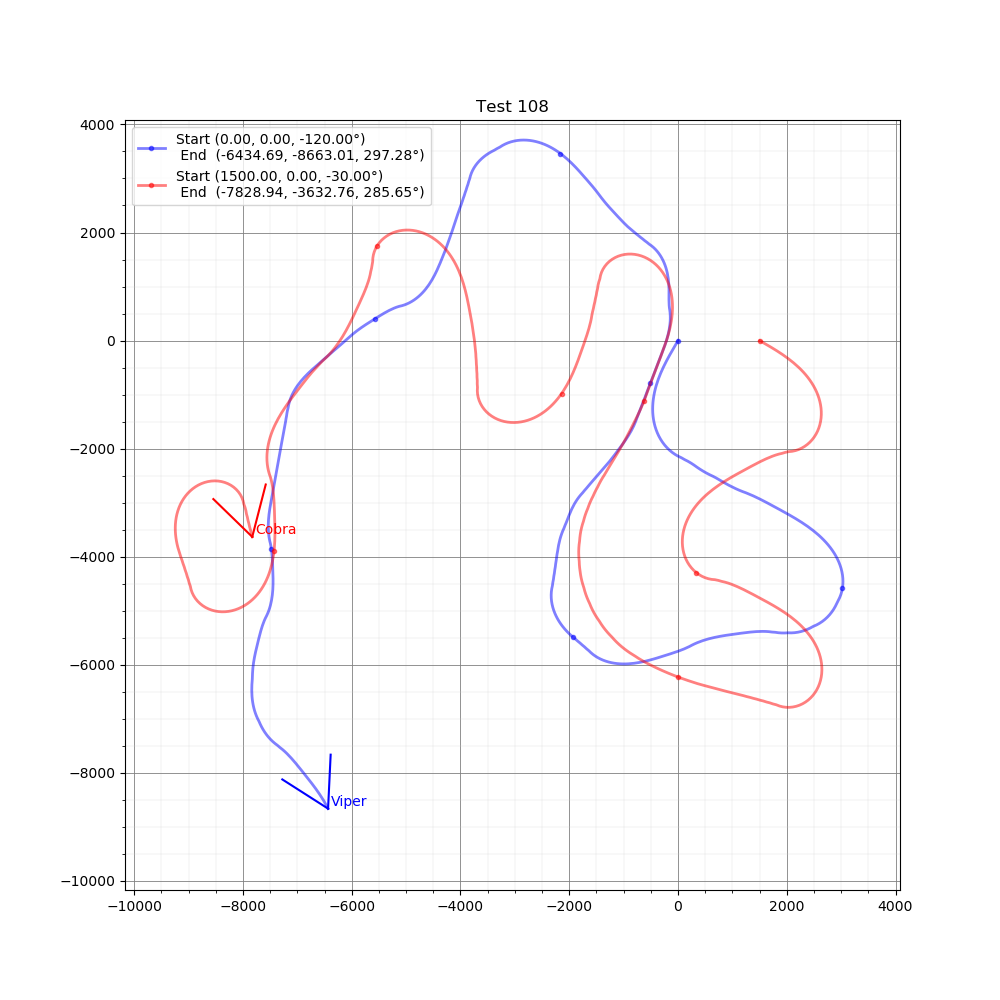 Test 108
Start (0.00, 0.00, -120.00°)
End (-6434.69, -8663.01, 297.28°)
Start (1500.00, 0.00, -30.00°)
End (-7828.94, -3632.76, 285.65°)
4000
2000
0
−2000
−4000
−6000
−8000
−10000
Cobra
Viper
−10000 −8000 −6000 −4000 −2000 0 2000 4000